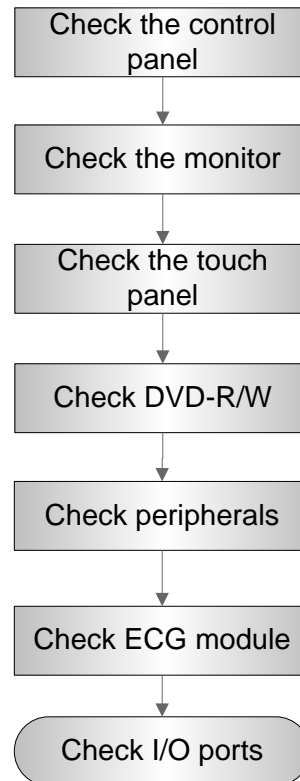 Check the control
panel
Check the monitor
Check the touch
panel
Check DVD-R/W
Check peripherals
Check ECG module
Check I/O ports